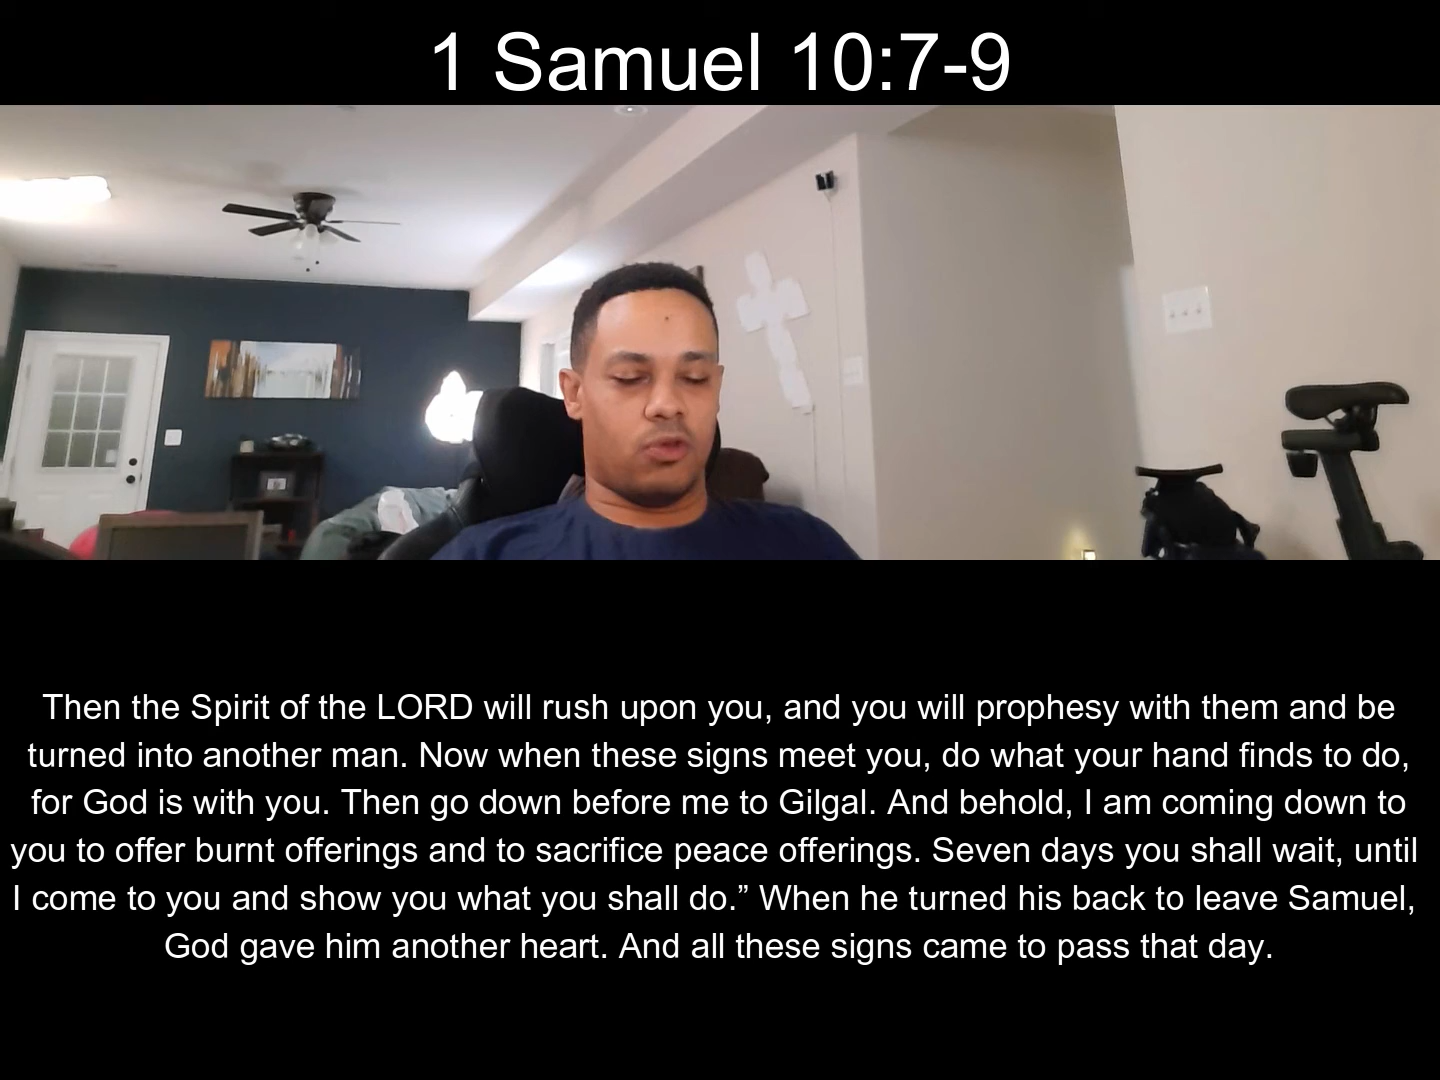 1 Samuel 10:7-9
Then the Spirit of the LORD will rush upon you, and you will prophesy with them and be
turned into another man. Now when these signs meet you, do what your hand finds to do,
for God is with you. Then go down before me to Gilgal. And behold, I am coming down to
you to offer burnt offerings and to sacrifice peace offerings. Seven days you shall wait, until
I come to you and show you what you shall do.” When he turned his back to leave Samuel,
God gave him another heart. And all these signs came to pass that day.